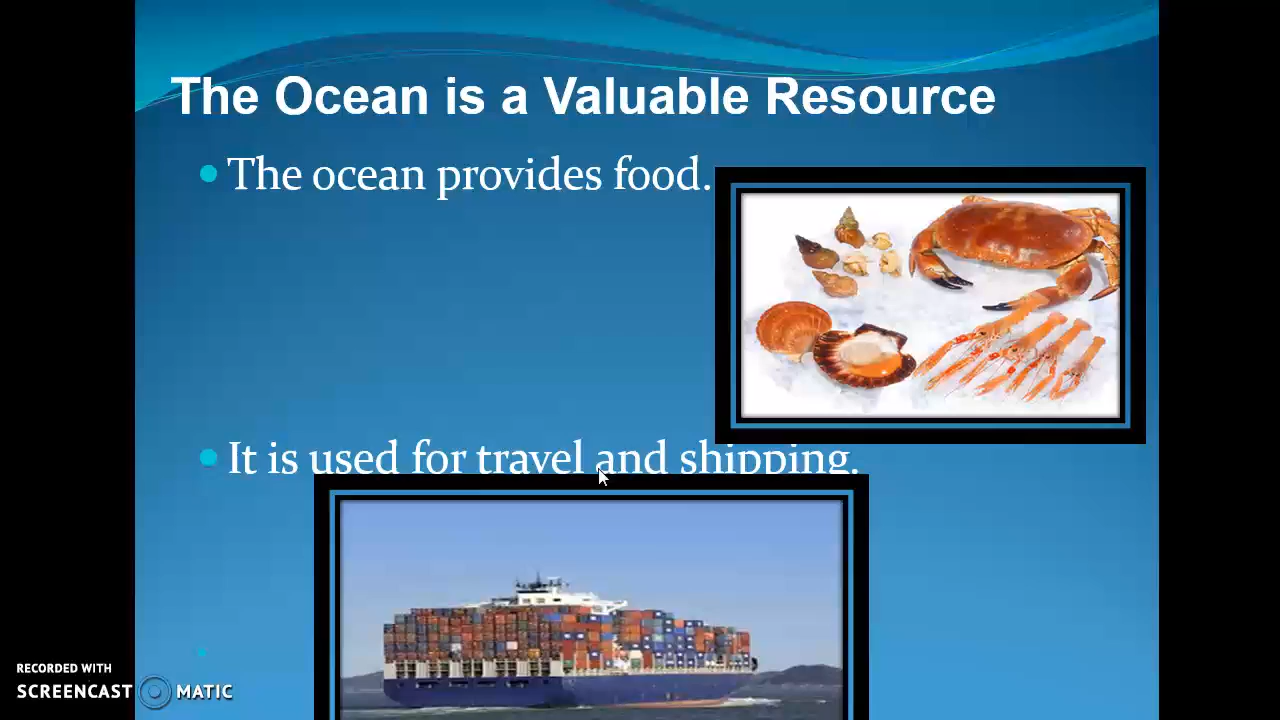 The Ocean is a Valuable Resource
The ocean provides food.
It is used for travel and shipping.
RECORDED WITH
SCREENCAST MATIC